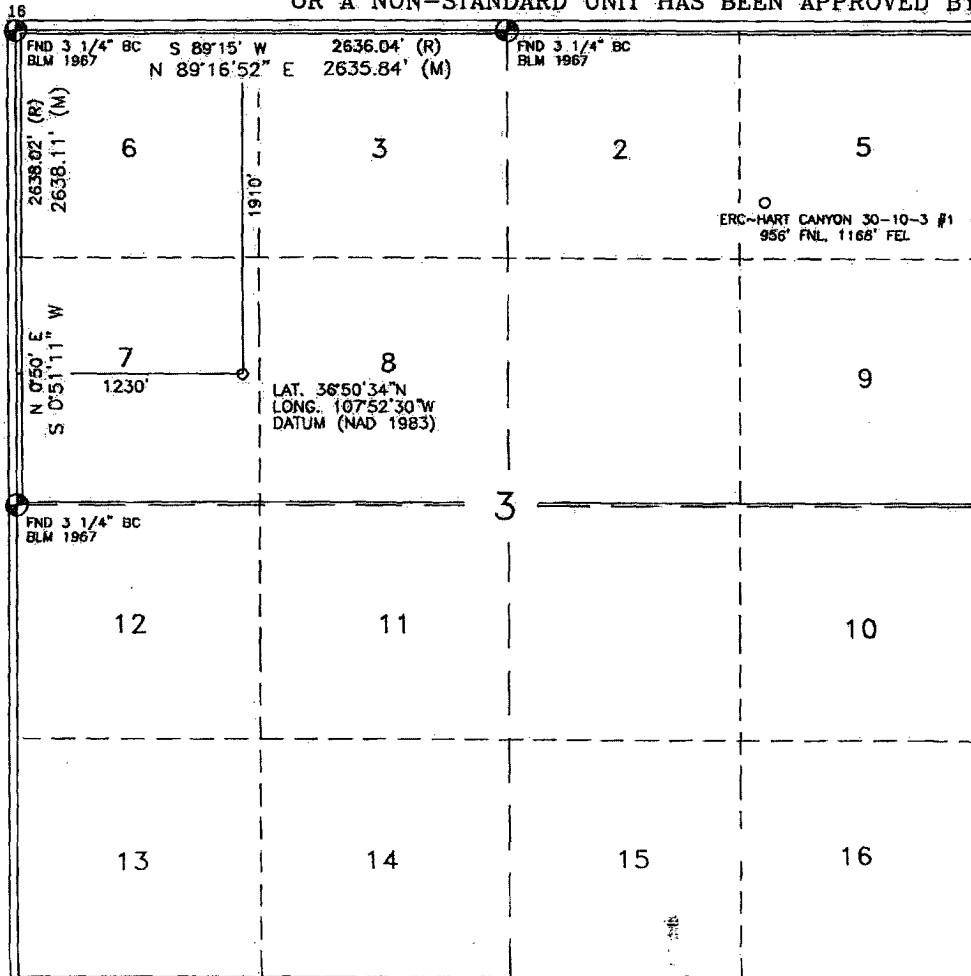 OR A NON-STANDARD UNIT HAS BEEN APPROVED BY
16
FND 3 1/4" BC
BLM 1967
S 89°15' W 2636.04' (R)
N 89°16'52" E 2635.84' (M)
FND 3 1/4" BC
BLM 1967
2638.02' (R)
2638.11' (M)
6
3
2
5
1910'
ERC~HART CANYON 30-10-3 #1
956' FNL, 1168' FEL
N 0°50' E
S 0°51'11" W
7
1230'
8
9
LAT. 36°50'34"N
LONG. 107°52'30"W
DATUM (NAD 1983)
3
FND 3 1/4" BC
BLM 1967
12
11
10
13
14
15
16